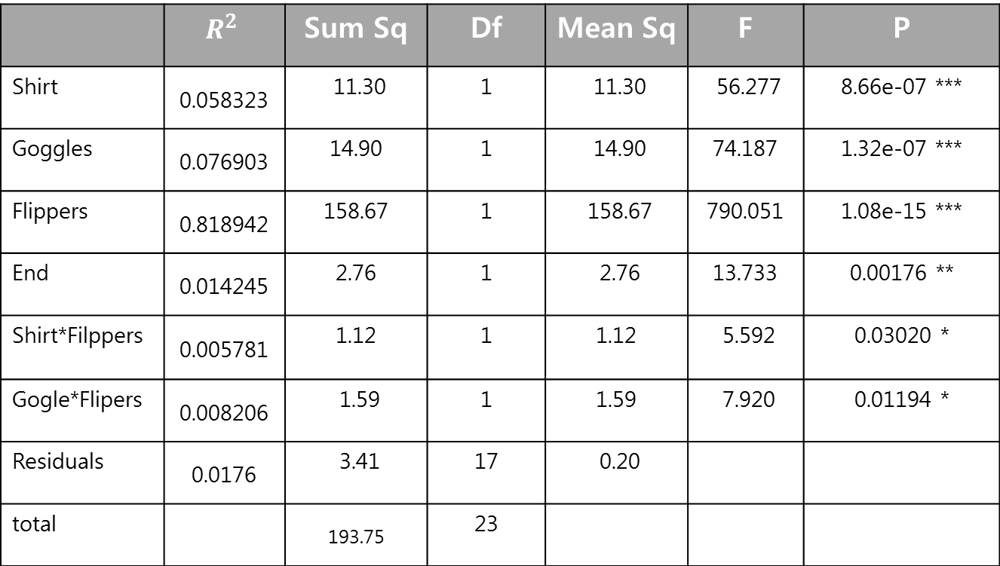 R² Sum Sq Df Mean Sq F P
Shirt 0.058323 11.30 1 11.30 56.277 8.66e-07 ***
Goggles 0.076903 14.90 1 14.90 74.187 1.32e-07 ***
Flippers 0.818942 158.67 1 158.67 790.051 1.08e-15 ***
End 0.014245 2.76 1 2.76 13.733 0.00176 **
Shirt*Filppers 0.005781 1.12 1 1.12 5.592 0.03020 *
Gogle*Flipers 0.008206 1.59 1 1.59 7.920 0.01194 *
Residuals 0.0176 3.41 17 0.20
total 193.75 23